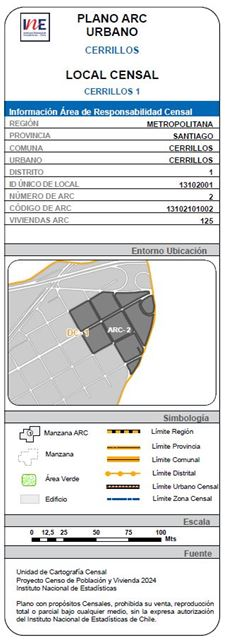 INE
PLANO ARC
URBANO
CERRILLOS
LOCAL CENSAL
CERRILLOS 1
Información Área de Responsabilidad Censal
REGIÓN METROPOLITANA
PROVINCIA SANTIAGO
COMUNA CERRILLOS
URBANO CERRILLOS
DISTRITO 1
ID ÚNICO DE LOCAL 13102001
NÚMERO DE ARC 2
CÓDIGO DE ARC 13102101002
VIVIENDAS ARC 125
Entorno Ubicación
DC- 1
ARC- 2
Simbología
Manzana ARC
Manzana
Área Verde
Edificio
Límite Región
Límite Provincia
Límite Comunal
Límite Distrital
Límite Urbano Censal
Límite Zona Censal
Escala
0 12,5 25 50 75 100
Mts
Fuente
Unidad de Cartografía Censal
Proyecto Censo de Población y Vivienda 2024
Instituto Nacional de Estadísticas
Plano con propósitos Censales, prohibida su venta, reproducción
total o parcial bajo cualquier medio, sin la expresa autorización
del Instituto Nacional de Estadísticas de Chile.